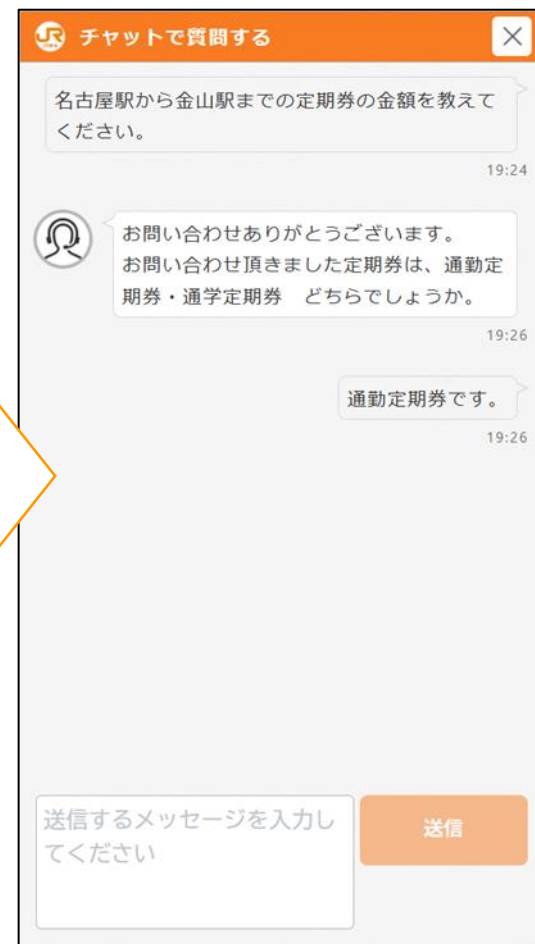 JR チャットで質問する
名古屋駅から金山駅までの定期券の金額を教えて
ください。
19:24
お問い合わせありがとうございます。
お問い合わせ頂きました定期券は、通勤定
期券・通学定期券　どちらでしょうか。
19:26
通勤定期券です。
19:26
送信するメッセージを入力し
てください
送信